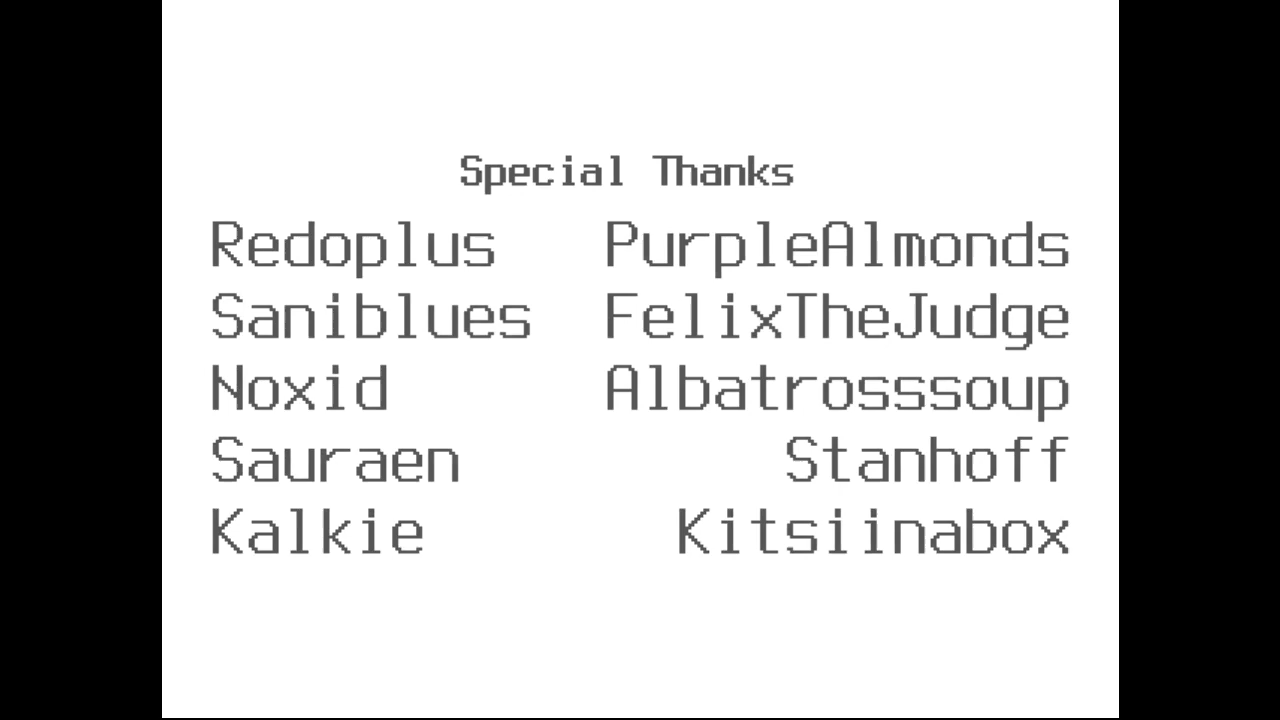 Special Thanks
Redoplus PurpleAlmonds
Saniblues FelixTheJudge
Noxid Albatrosssoup
Sauraen Stanhoff
Kalkie Kitsiinabox